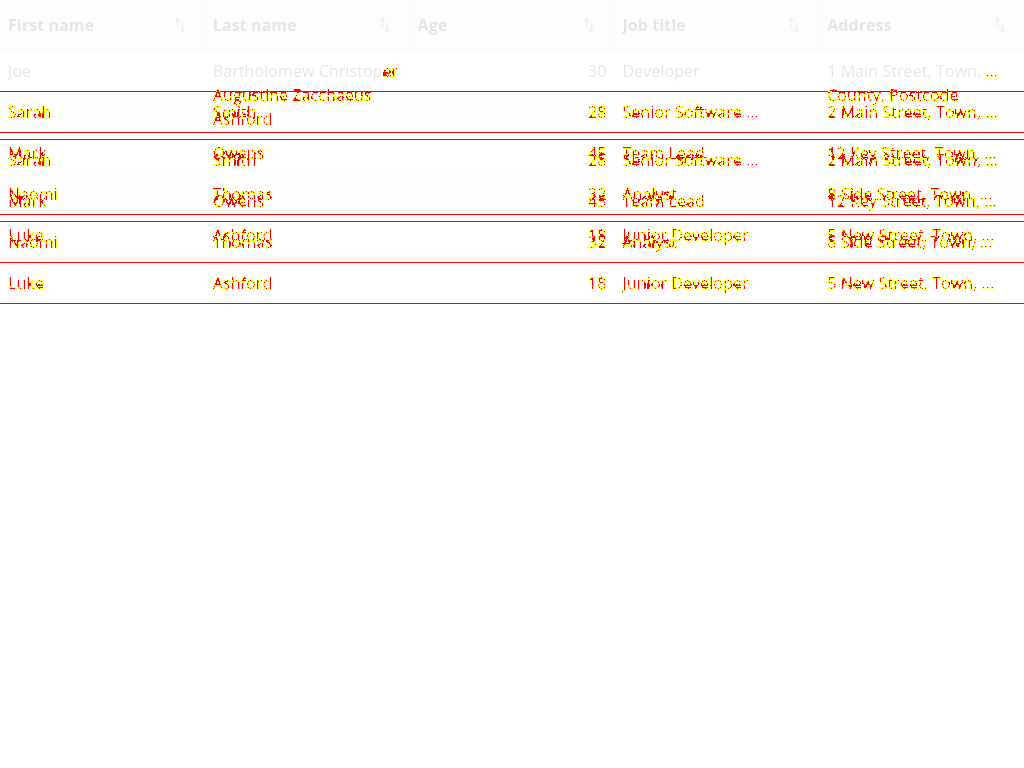 First name Last name Age Job title Address
Joe Bartholomew Christoper 30 Developer 1 Main Street, Town, ...
Augustine Zacchaeus County, Postcode
Sarah Smith 28 Senior Software ... 2 Main Street, Town, ...
Ashford
Mark Owens 45 Team Lead 12 Key Street, Town, ...
Sarah Smith 28 Senior Software ... 2 Main Street, Town, ...
Naomi Thomas 32 Analyst 8 Side Street, Town, ...
Mark Owens 45 Team Lead 12 Key Street, Town, ...
Luke Ashford 18 Junior Developer 5 New Street, Town, ...
Naomi Thomas 32 Analyst 8 Side Street, Town, ...
Luke Ashford 18 Junior Developer 5 New Street, Town, ...